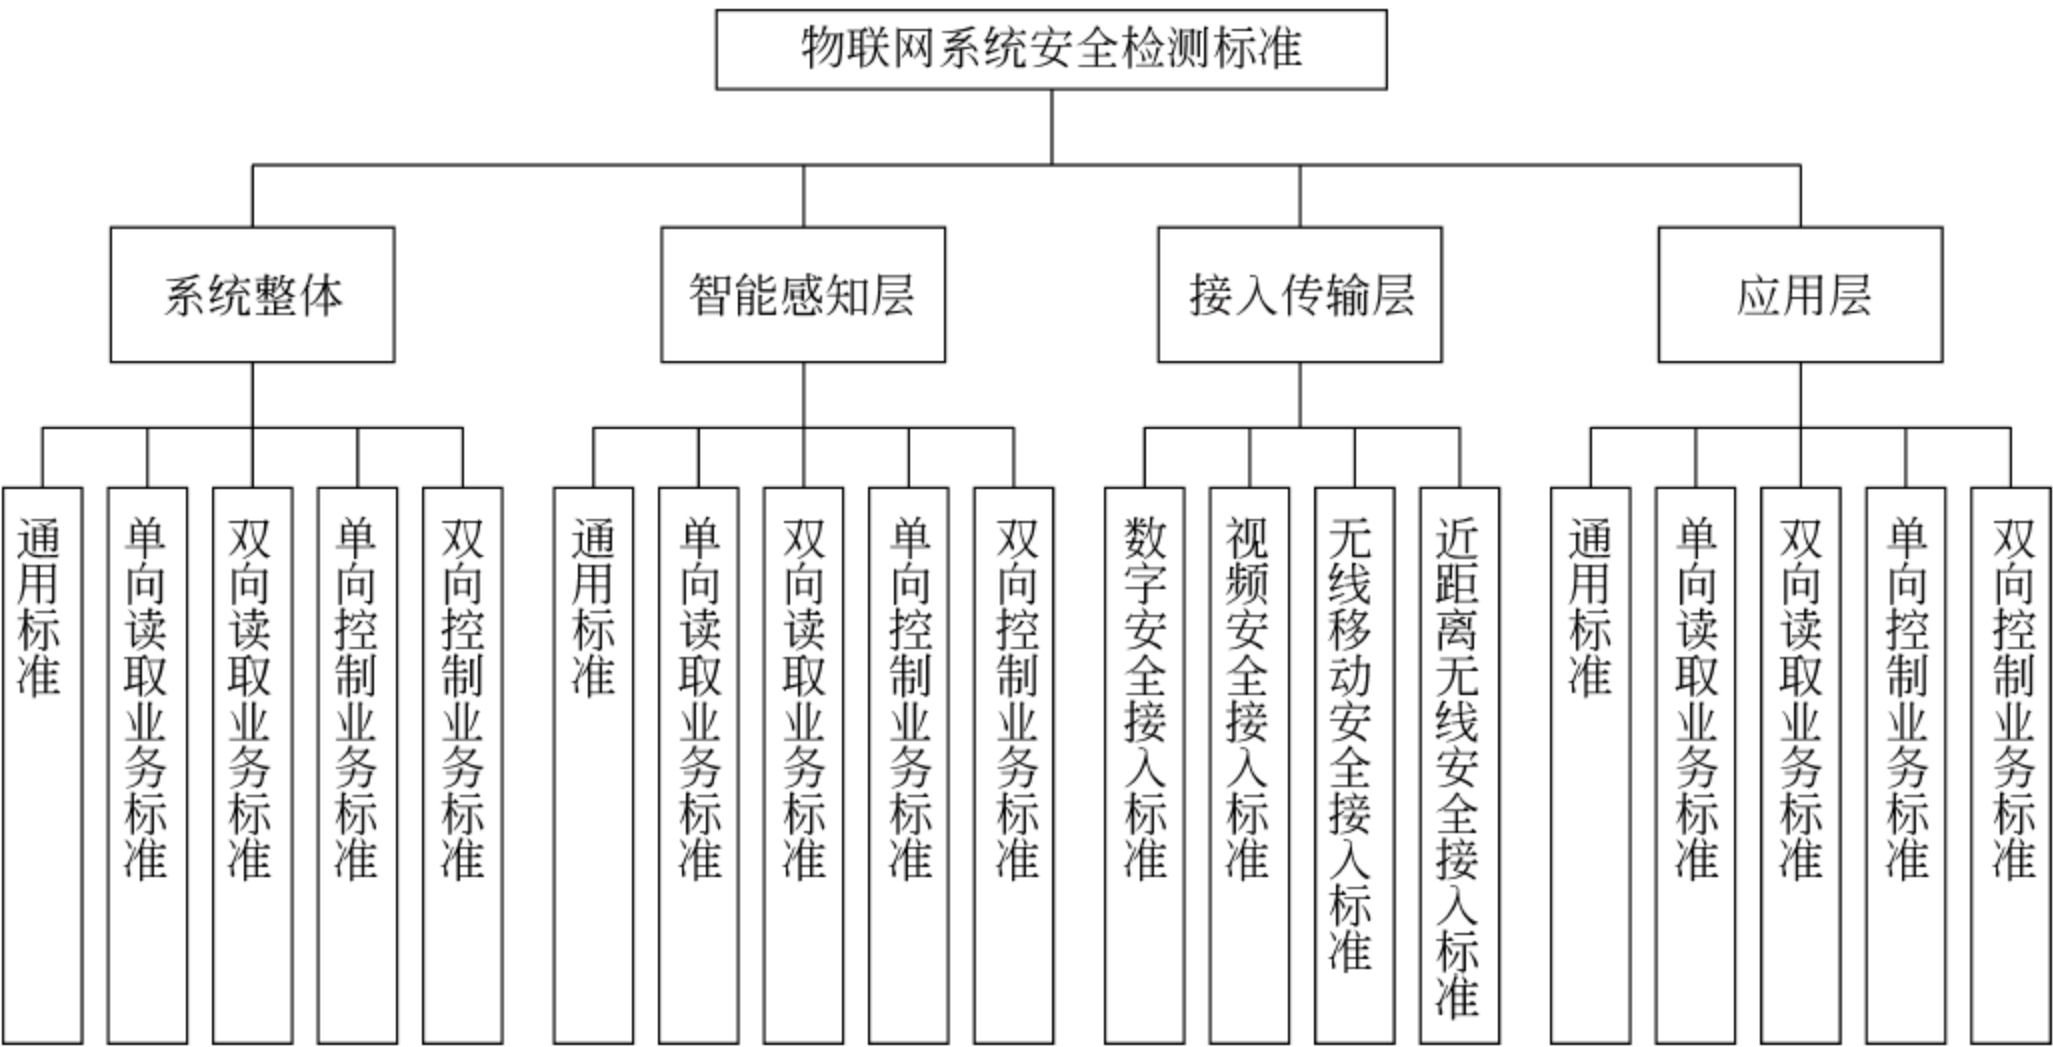 物联网系统安全检测标准
系统整体
智能感知层
接入传输层
应用层
通用标准
单向读取业务标准
双向读取业务标准
单向控制业务标准
双向控制业务标准
通用标准
单向读取业务标准
双向读取业务标准
单向控制业务标准
双向控制业务标准
数字安全接入标准
视频安全接入标准
无线移动安全接入标准
近距离无线安全接入标准
通用标准
单向读取业务标准
双向读取业务标准
单向控制业务标准
双向控制业务标准